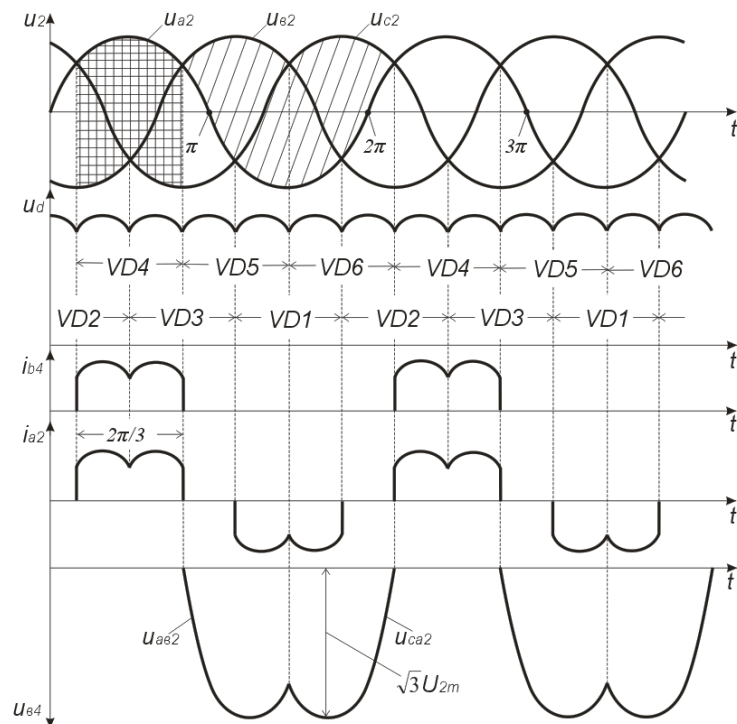 u2 ua2 uв2 uc2
π 2π 3π t
ud
VD4 VD5 VD6 VD4 VD5 VD6 t
VD2 VD3 VD1 VD2 VD3 VD1
t
ib4
t
2π/3
ia2
t
t
uaв2 uca2
√3U2m
uв4